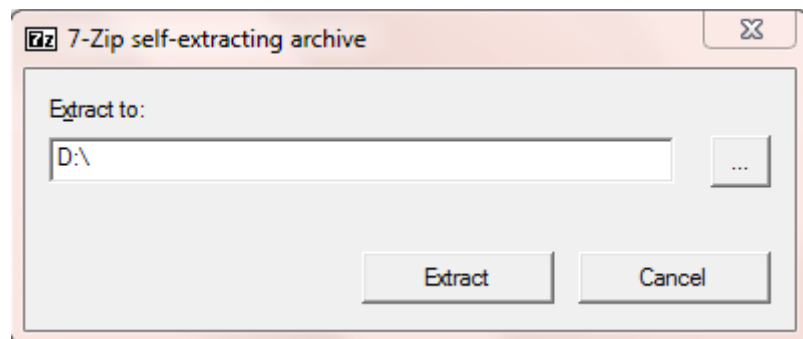 7z 7-Zip self-extracting archive
Extract to:
D:\
...
Extract Cancel